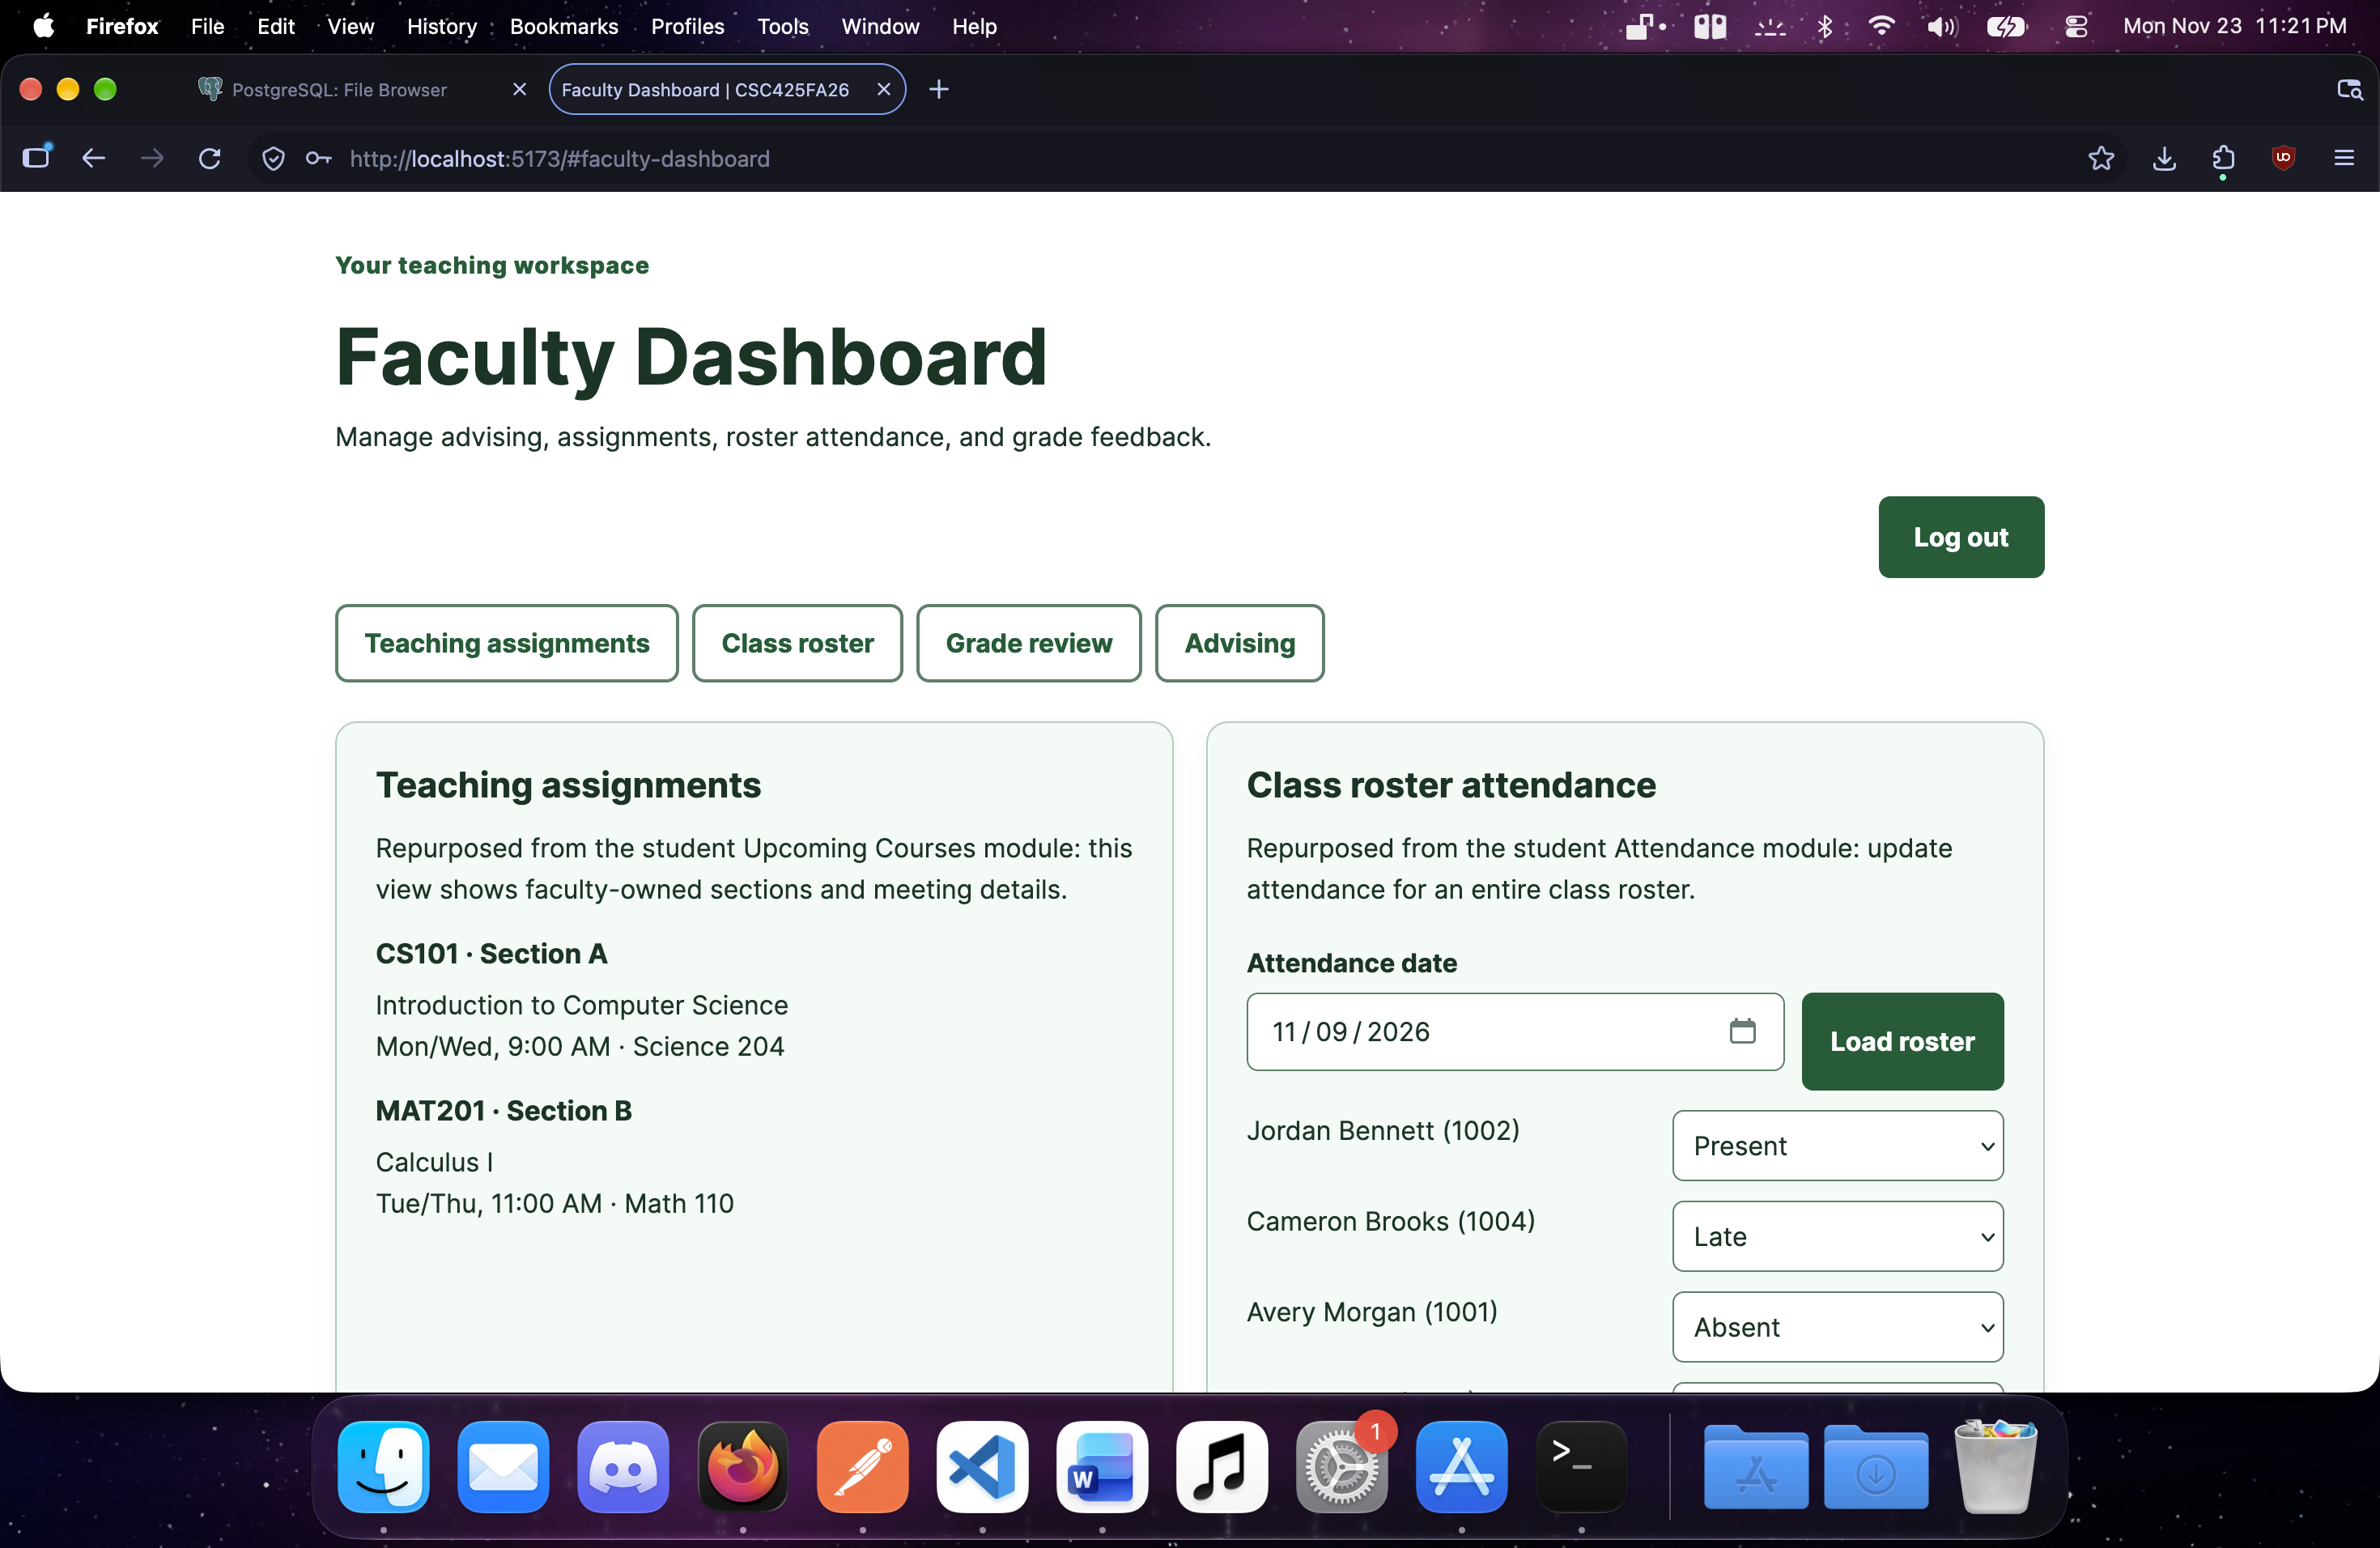 Firefox File Edit View History Bookmarks Profiles Tools Window Help Mon Nov 23 11:21 PM
PostgreSQL: File Browser
Faculty Dashboard | CSC425FA26
http://localhost:5173/#faculty-dashboard
Your teaching workspace
Faculty Dashboard
Manage advising, assignments, roster attendance, and grade feedback.
Log out
Teaching assignments
Class roster
Grade review
Advising
Teaching assignments
Repurposed from the student Upcoming Courses module: this
view shows faculty-owned sections and meeting details.
CS101 · Section A
Introduction to Computer Science
Mon/Wed, 9:00 AM · Science 204
MAT201 · Section B
Calculus I
Tue/Thu, 11:00 AM · Math 110
Class roster attendance
Repurposed from the student Attendance module: update
attendance for an entire class roster.
Attendance date
11/09/2026
Load roster
Jordan Bennett (1002)
Present
Cameron Brooks (1004)
Late
Avery Morgan (1001)
Absent
W
1
>_